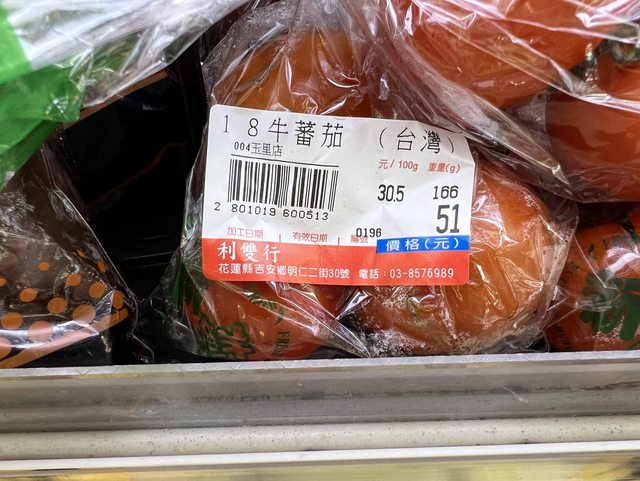 18牛蕃茄 (台灣)
004玉里店
元/100g 重量(g)
30.5 166
2 801019 600513
51
0196
加工日期 有效日期 編號 價格(元)
利雙行
花蓮縣吉安鄉明仁二街30號 電話:03-8576989